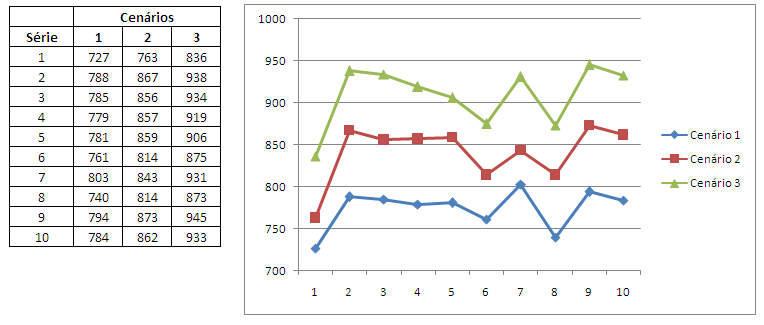 Cenários
Série 1 2 3
1 727 763 836
2 788 867 938
3 785 856 934
4 779 857 919
5 781 859 906
6 761 814 875
7 803 843 931
8 740 814 873
9 794 873 945
10 784 862 933
1000
950
900
850
800
750
700
1 2 3 4 5 6 7 8 9 10
Cenário 1
Cenário 2
Cenário 3